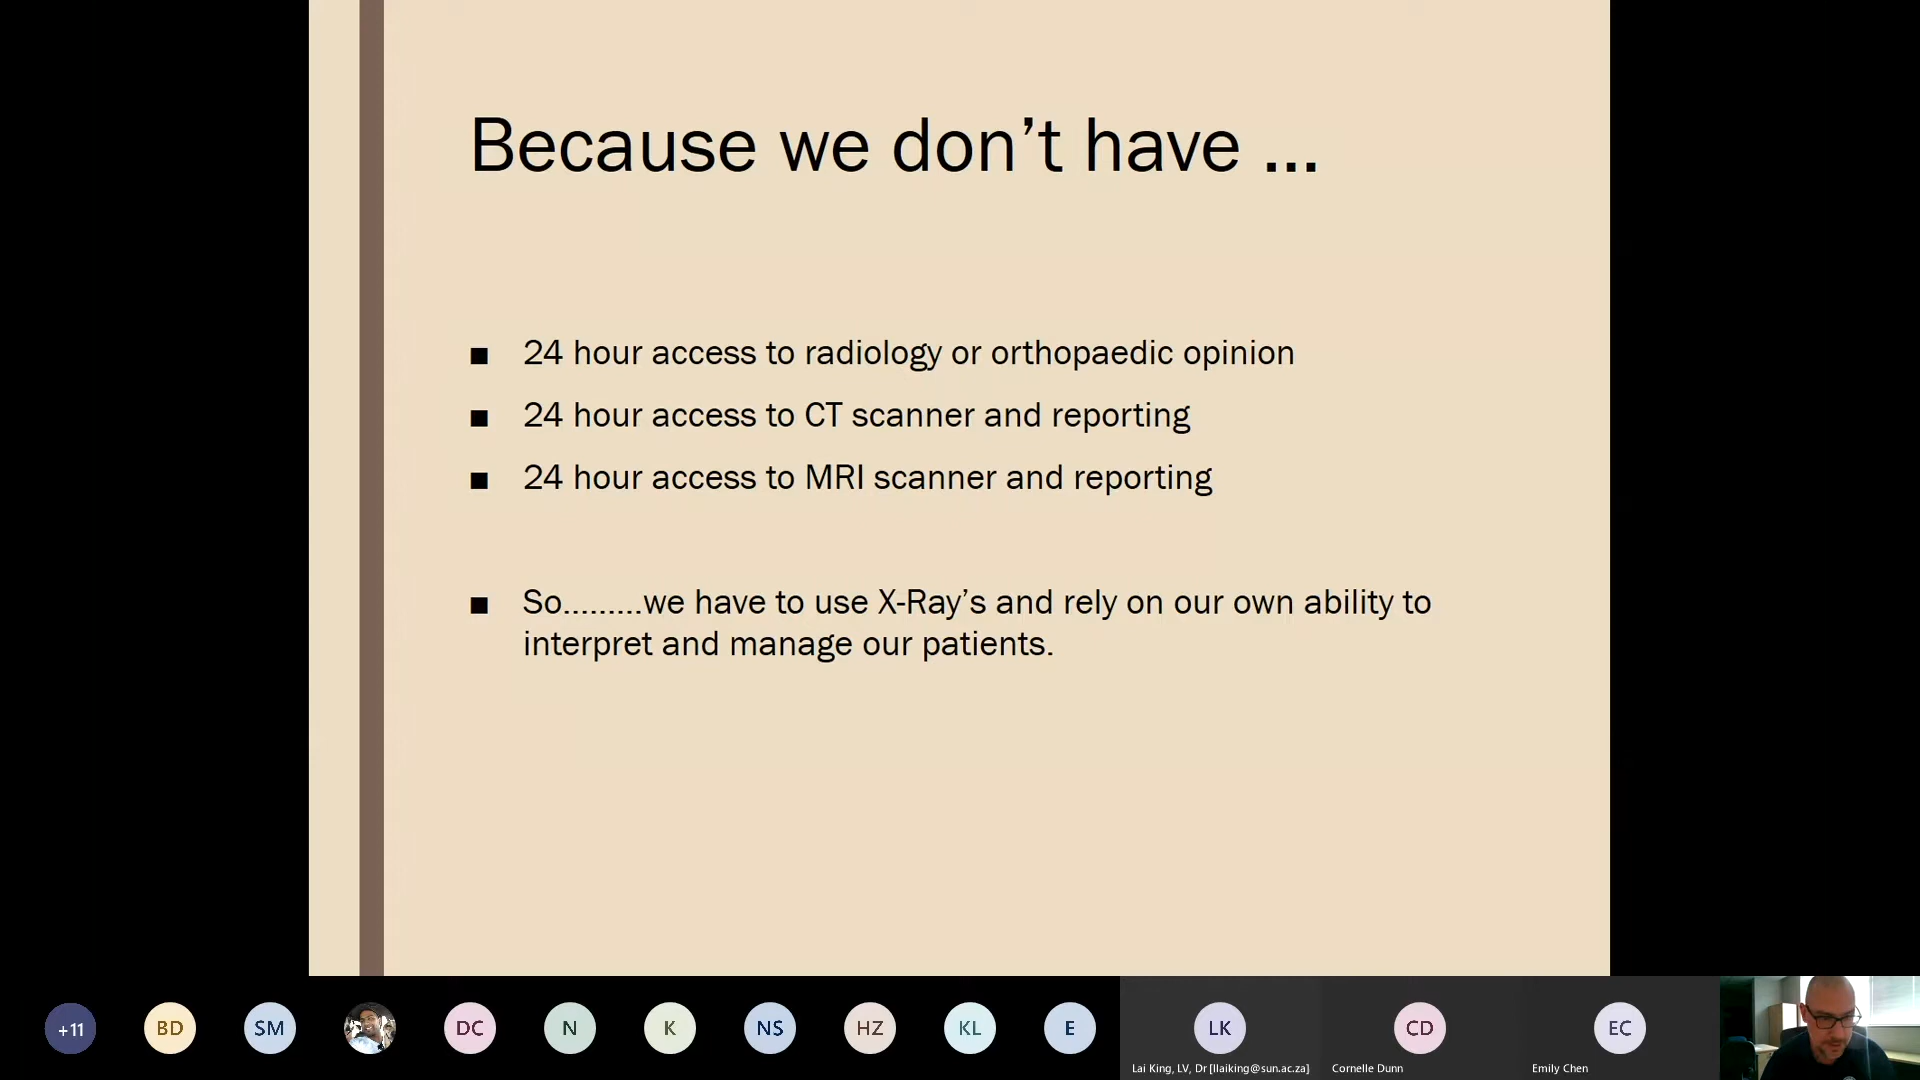 Because we don’t have ...
■ 24 hour access to radiology or orthopaedic opinion
■ 24 hour access to CT scanner and reporting
■ 24 hour access to MRI scanner and reporting
■ So.........we have to use X-Ray’s and rely on our own ability to
interpret and manage our patients.
+11 BD SM DC N K NS HZ KL E LK CD EC
Lai King, LV, Dr [llaiking@sun.ac.za] Cornelle Dunn Emily Chen